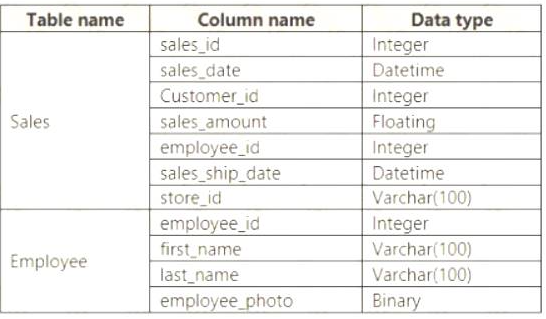 Table name Column name Data type
sales_id Integer
sales_date Datetime
Customer_id Integer
Sales sales_amount Floating
employee_id Integer
sales_ship_date Datetime
store_id Varchar(100)
employee_id Integer
first_name Varchar(100)
Employee
last_name Varchar(100)
employee_photo Binary